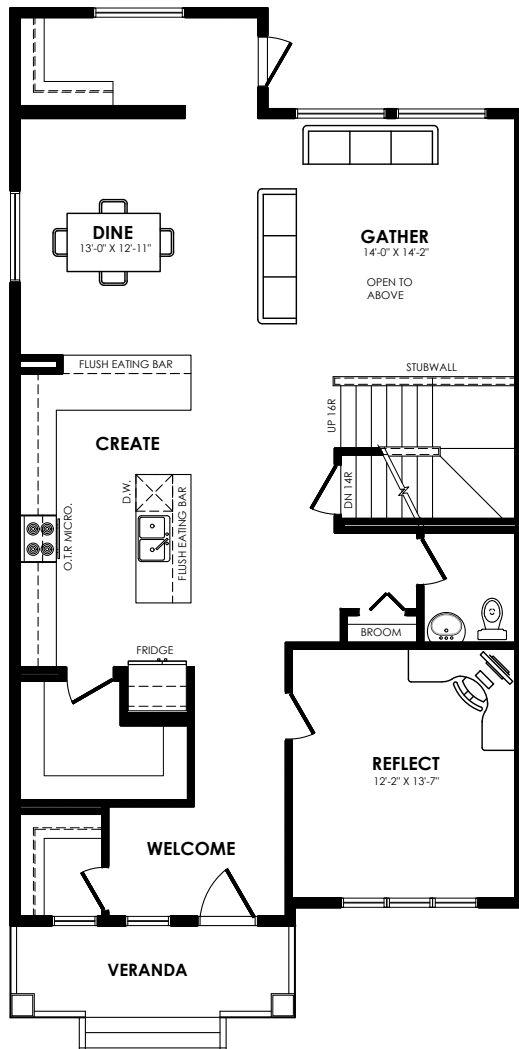 DINE
13'-0" X 12'-11"
GATHER
14'-0" X 14'-2"
OPEN TO
ABOVE
FLUSH EATING BAR
STUBWALL
UP 16R
CREATE
D.W.
FLUSH EATING BAR
DN 14R
O.T.R MICRO.
BROOM
FRIDGE
REFLECT
12'-2" X 13'-7"
WELCOME
VERANDA